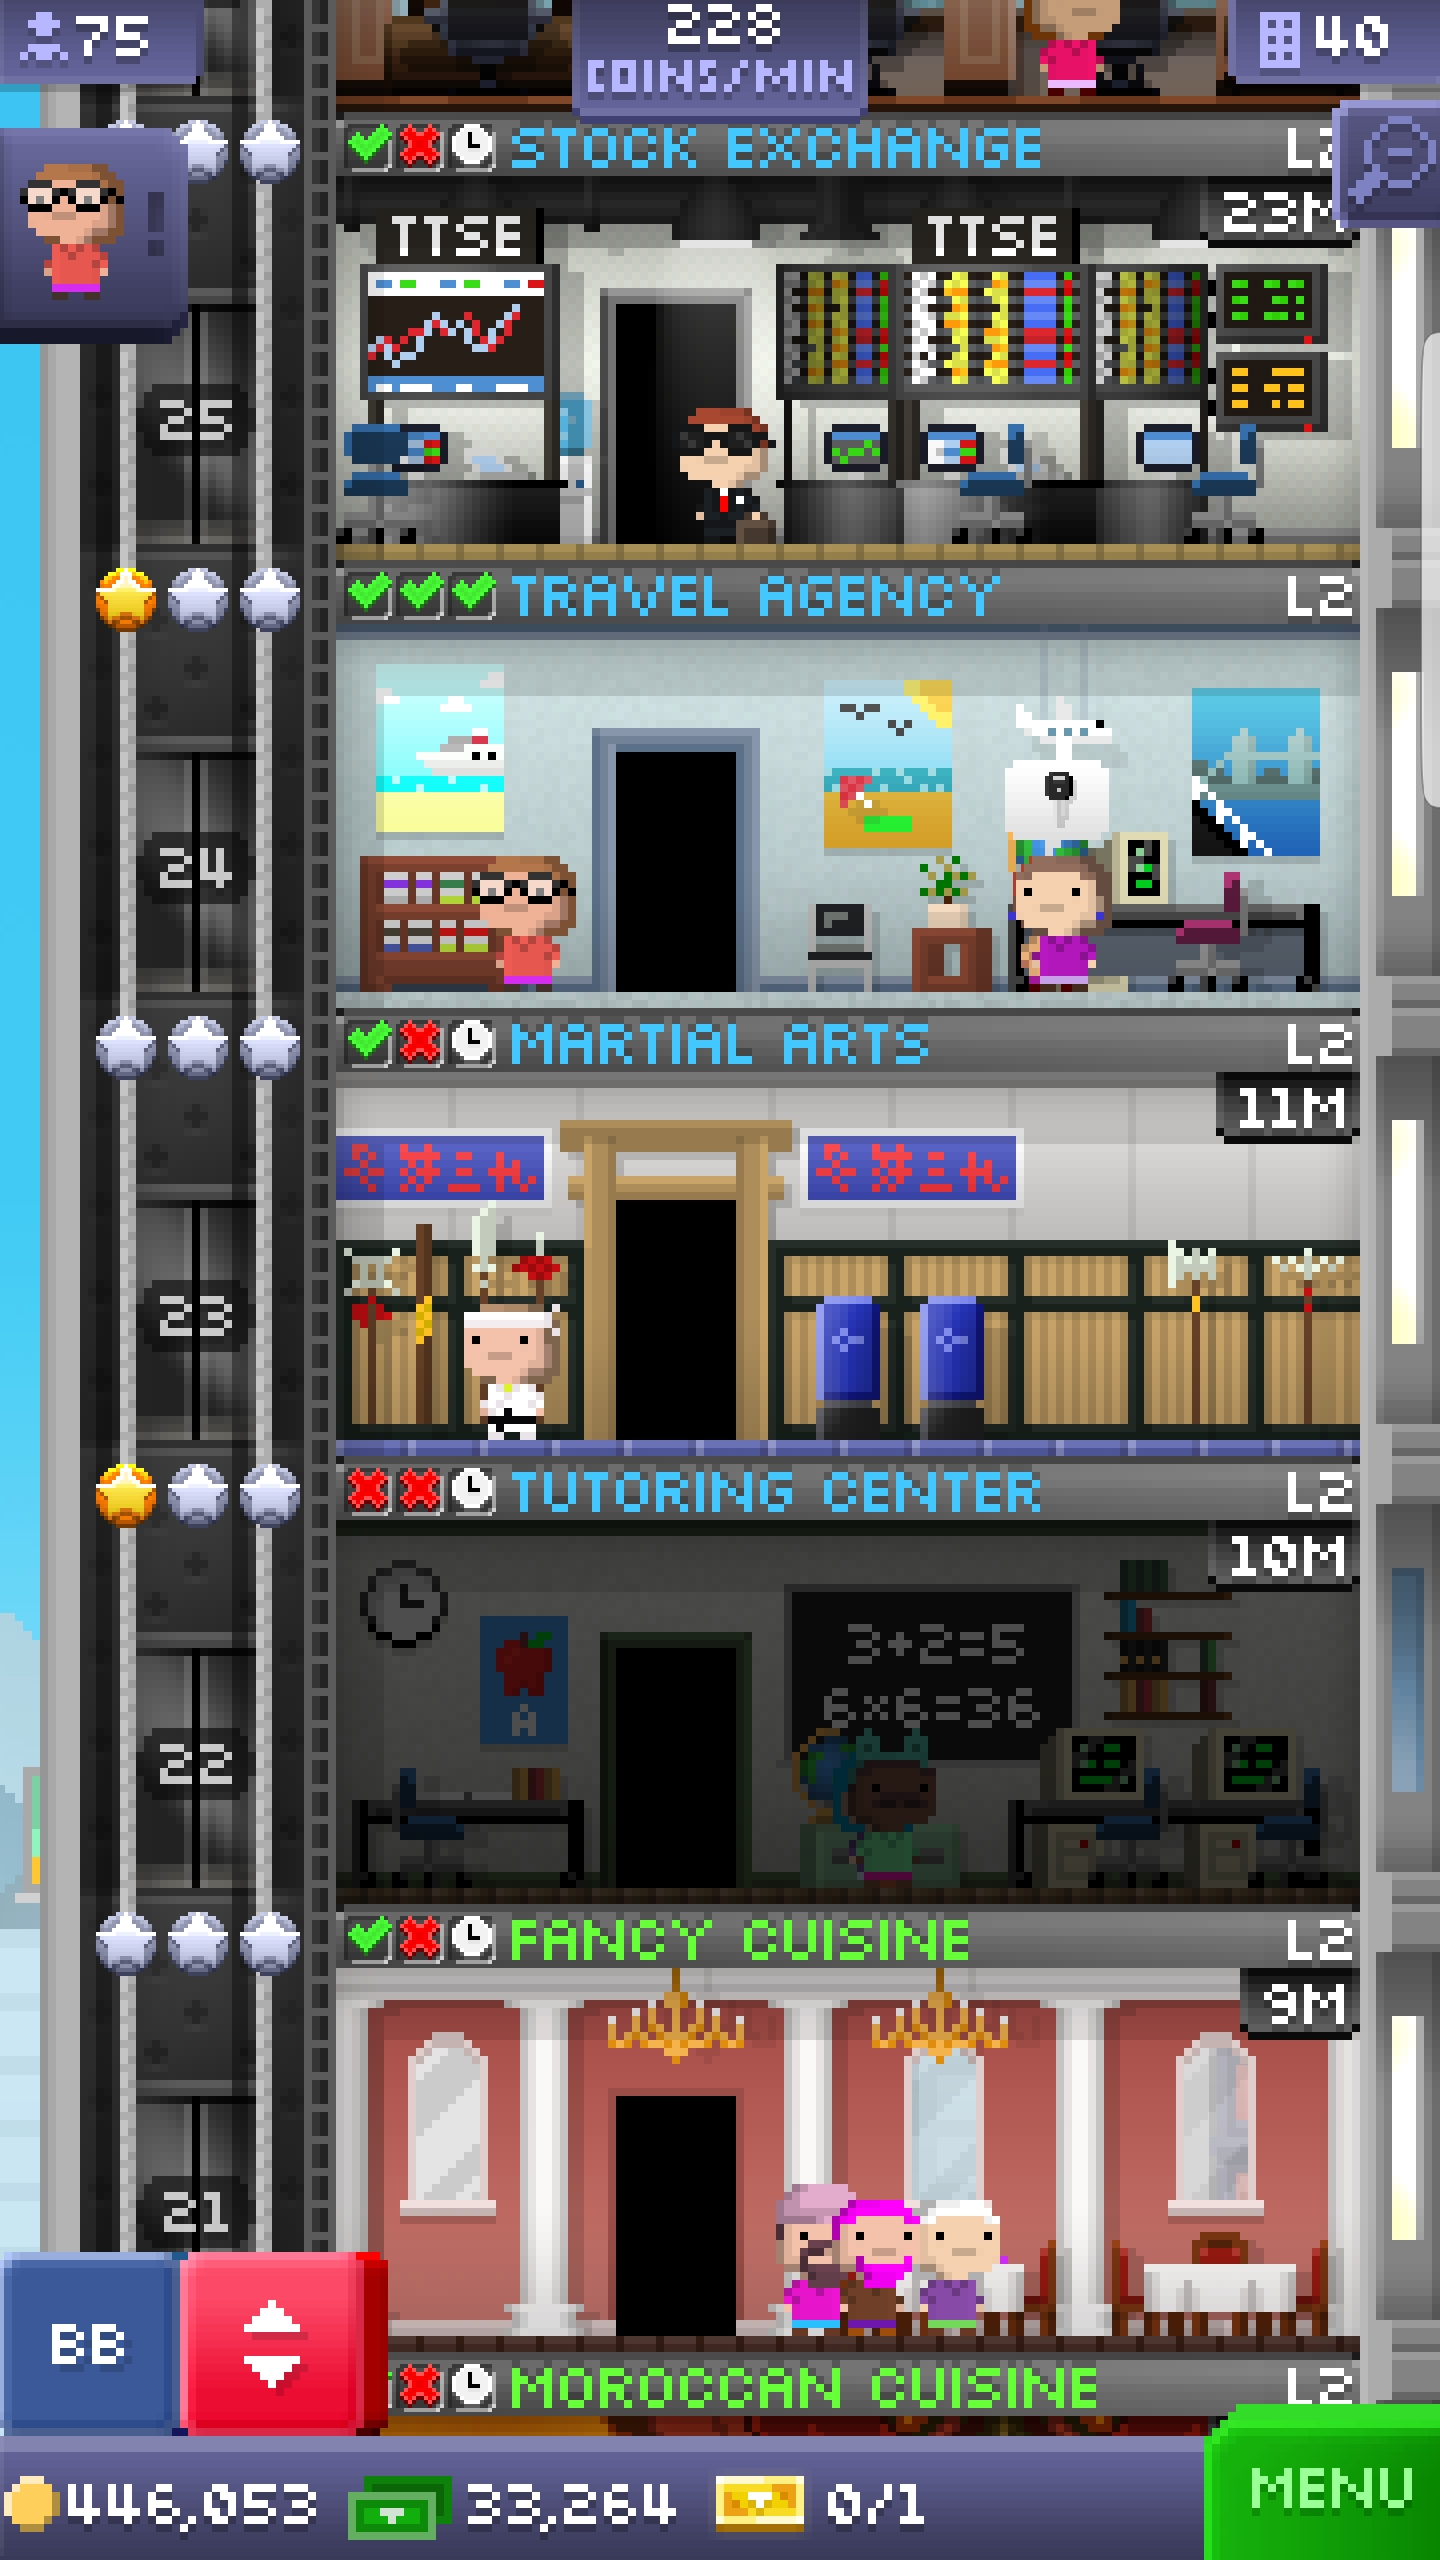 75
228
COINS/MIN
40
STOCK EXCHANGE
23M
TTSE TTSE
25
TRAVEL AGENCY L2
24
MARTIAL ARTS L2
11M
23
TUTORING CENTER L2
10M
3+2=5
6×6=36
A
22
FANCY CUISINE L2
9M
21
BB
MOROCCAN CUISINE L2
446,053 33,264 0/1
MENU